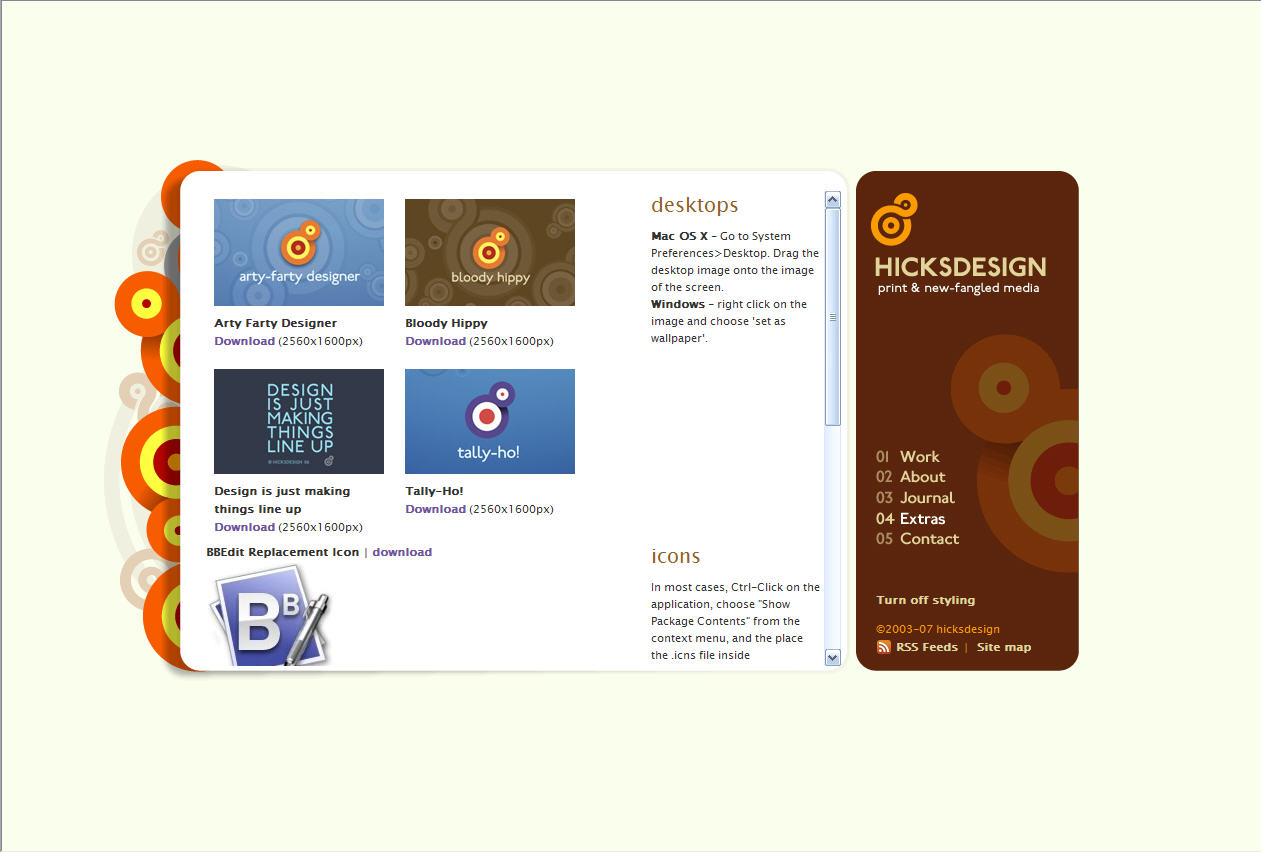 arty-farty designer
bloody hippy
Arty Farty Designer
Download (2560x1600px)
Bloody Hippy
Download (2560x1600px)
DESIGN
IS JUST
MAKING
THINGS
LINE UP
tally-ho!
Design is just making
things line up
Download (2560x1600px)
Tally-Ho!
Download (2560x1600px)
BBEdit Replacement Icon | download
BB
desktops
Mac OS X - Go to System
Preferences>Desktop. Drag the
desktop image onto the image
of the screen.
Windows - right click on the
image and choose 'set as
wallpaper'.
icons
In most cases, Ctrl-Click on the
application, choose "Show
Package Contents" from the
context menu, and the place
the .icns file inside
HICKSDESIGN
print & new-fangled media
01 Work
02 About
03 Journal
04 Extras
05 Contact
Turn off styling
©2003-07 hicksdesign
RSS Feeds | Site map